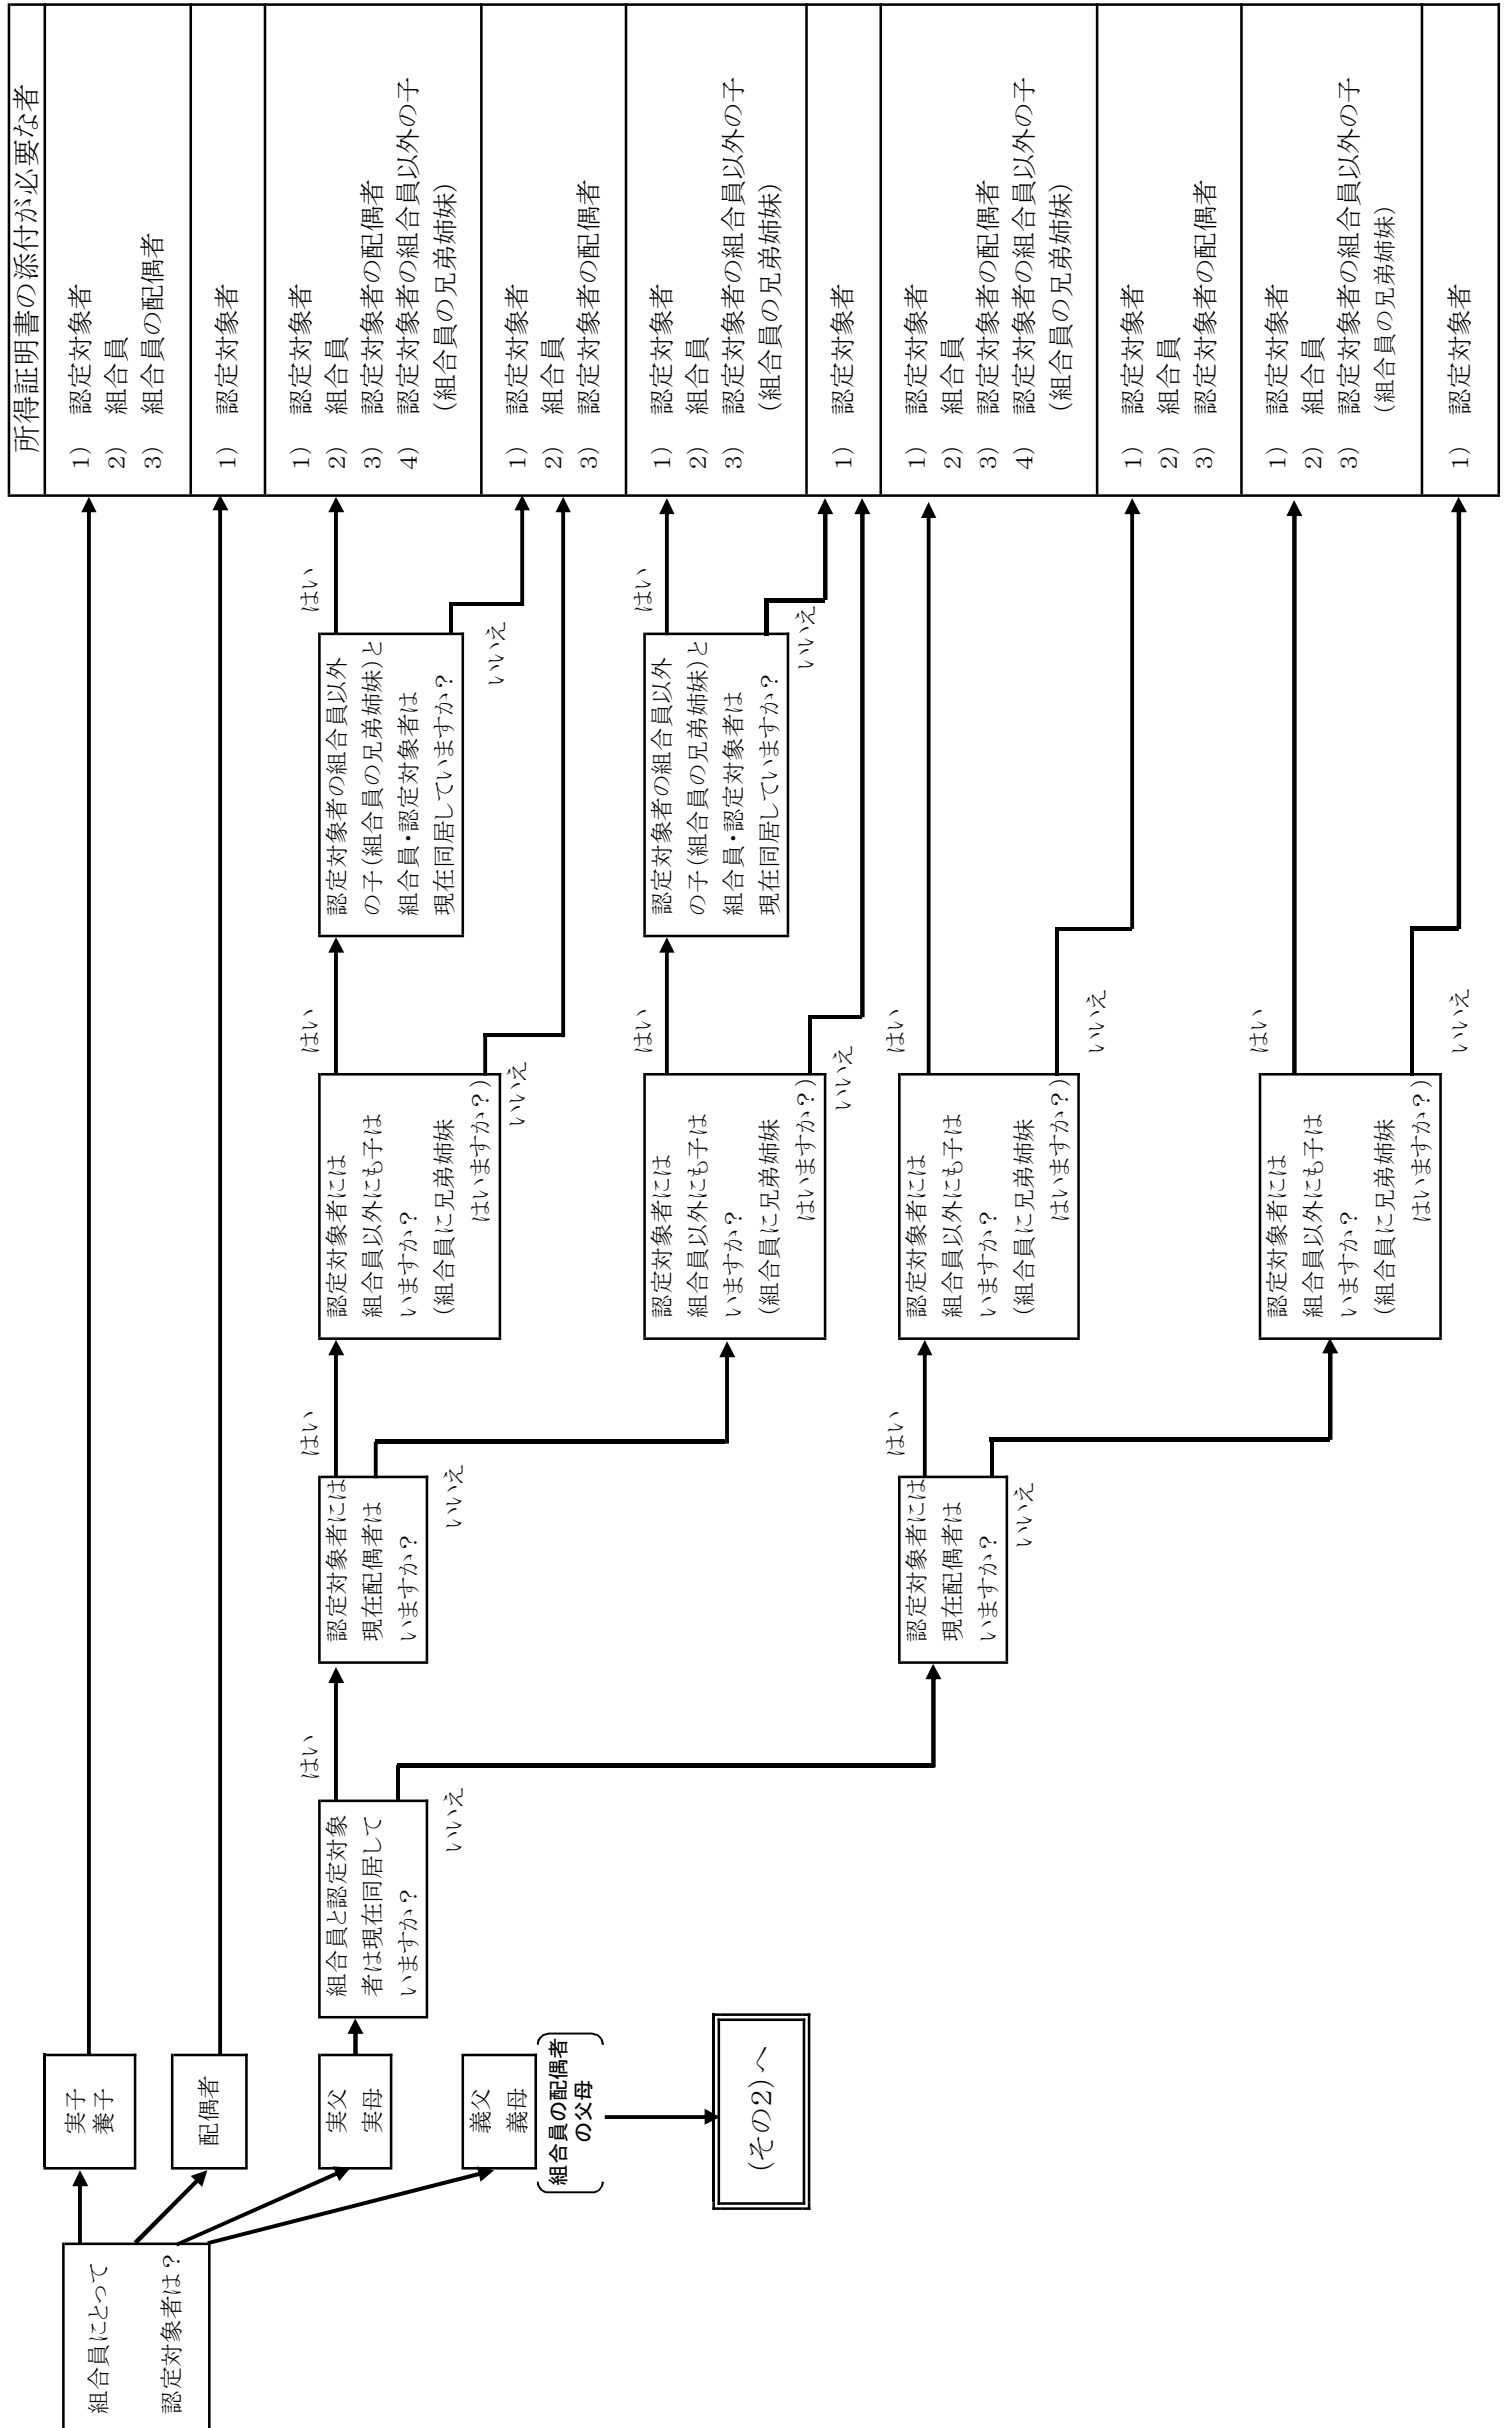 所得証明書の添付が必要な者
組合員にとって
認定対象者は？
実子
養子
1) 認定対象者
2) 組合員
3) 組合員の配偶者
配偶者
1) 認定対象者
実父
実母
組合員と認定対象
者は現在同居して
いますか？
はい
いいえ
認定対象者には
現在配偶者は
いますか？
はい
いいえ
認定対象者には
組合員以外にも子は
いますか？
(組合員に兄弟姉妹
はいますか？)
はい
いいえ
認定対象者の組合員以外
の子(組合員の兄弟姉妹)と
組合員・認定対象者は
現在同居していますか？
はい
いいえ
1) 認定対象者
2) 組合員
3) 認定対象者の配偶者
4) 認定対象者の組合員以外の子
(組合員の兄弟姉妹)
1) 認定対象者
2) 組合員
3) 認定対象者の配偶者
認定対象者には
組合員以外にも子は
いますか？
(組合員に兄弟姉妹
はいますか？)
はい
いいえ
認定対象者の組合員以外
の子(組合員の兄弟姉妹)と
組合員・認定対象者は
現在同居していますか？
はい
いいえ
1) 認定対象者
2) 組合員
3) 認定対象者の組合員以外の子
(組合員の兄弟姉妹)
1) 認定対象者
認定対象者には
現在配偶者は
いますか？
はい
いいえ
認定対象者には
組合員以外にも子は
いますか？
(組合員に兄弟姉妹
はいますか？)
はい
いいえ
1) 認定対象者
2) 組合員
3) 認定対象者の配偶者
4) 認定対象者の組合員以外の子
(組合員の兄弟姉妹)
1) 認定対象者
2) 組合員
3) 認定対象者の配偶者
認定対象者には
組合員以外にも子は
いますか？
(組合員に兄弟姉妹
はいますか？)
はい
いいえ
1) 認定対象者
2) 組合員
3) 認定対象者の組合員以外の子
(組合員の兄弟姉妹)
1) 認定対象者
義父
義母
組合員の配偶者
の父母
(その2)へ